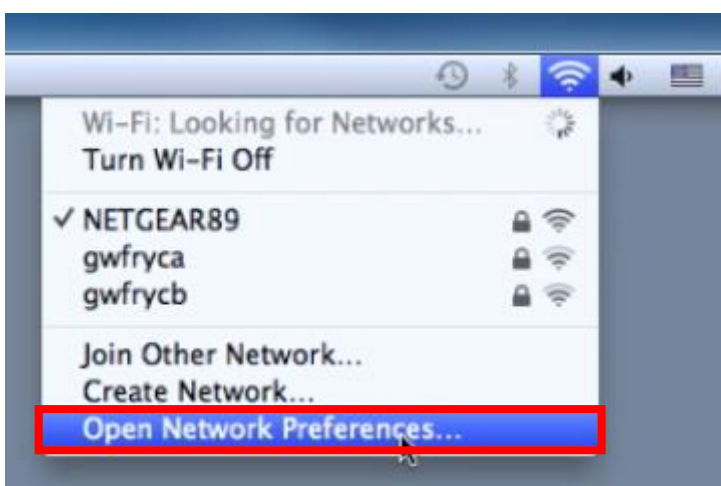 Wi-Fi: Looking for Networks...
Turn Wi-Fi Off
NETGEAR89
gwfryca
gwfrycb
Join Other Network...
Create Network...
Open Network Preferences...